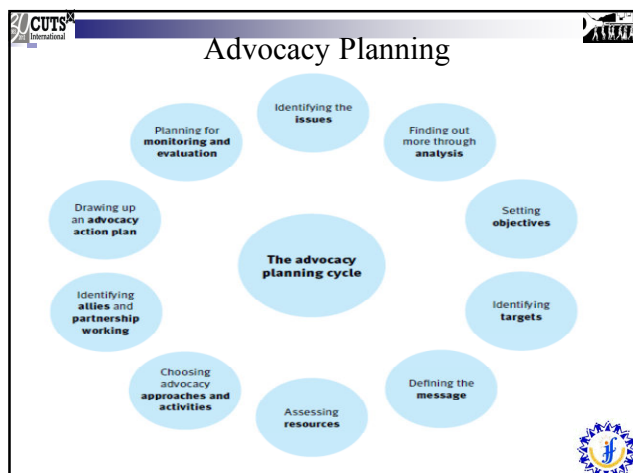 30 CUTS
International
Advocacy Planning
Identifying the
issues
Finding out
more through
analysis
Setting
objectives
Identifying
targets
Defining the
message
Assessing
resources
Choosing
advocacy
approaches and
activities
Identifying
allies and
partnership
working
Drawing up
an advocacy
action plan
Planning for
monitoring and
evaluation
The advocacy
planning cycle